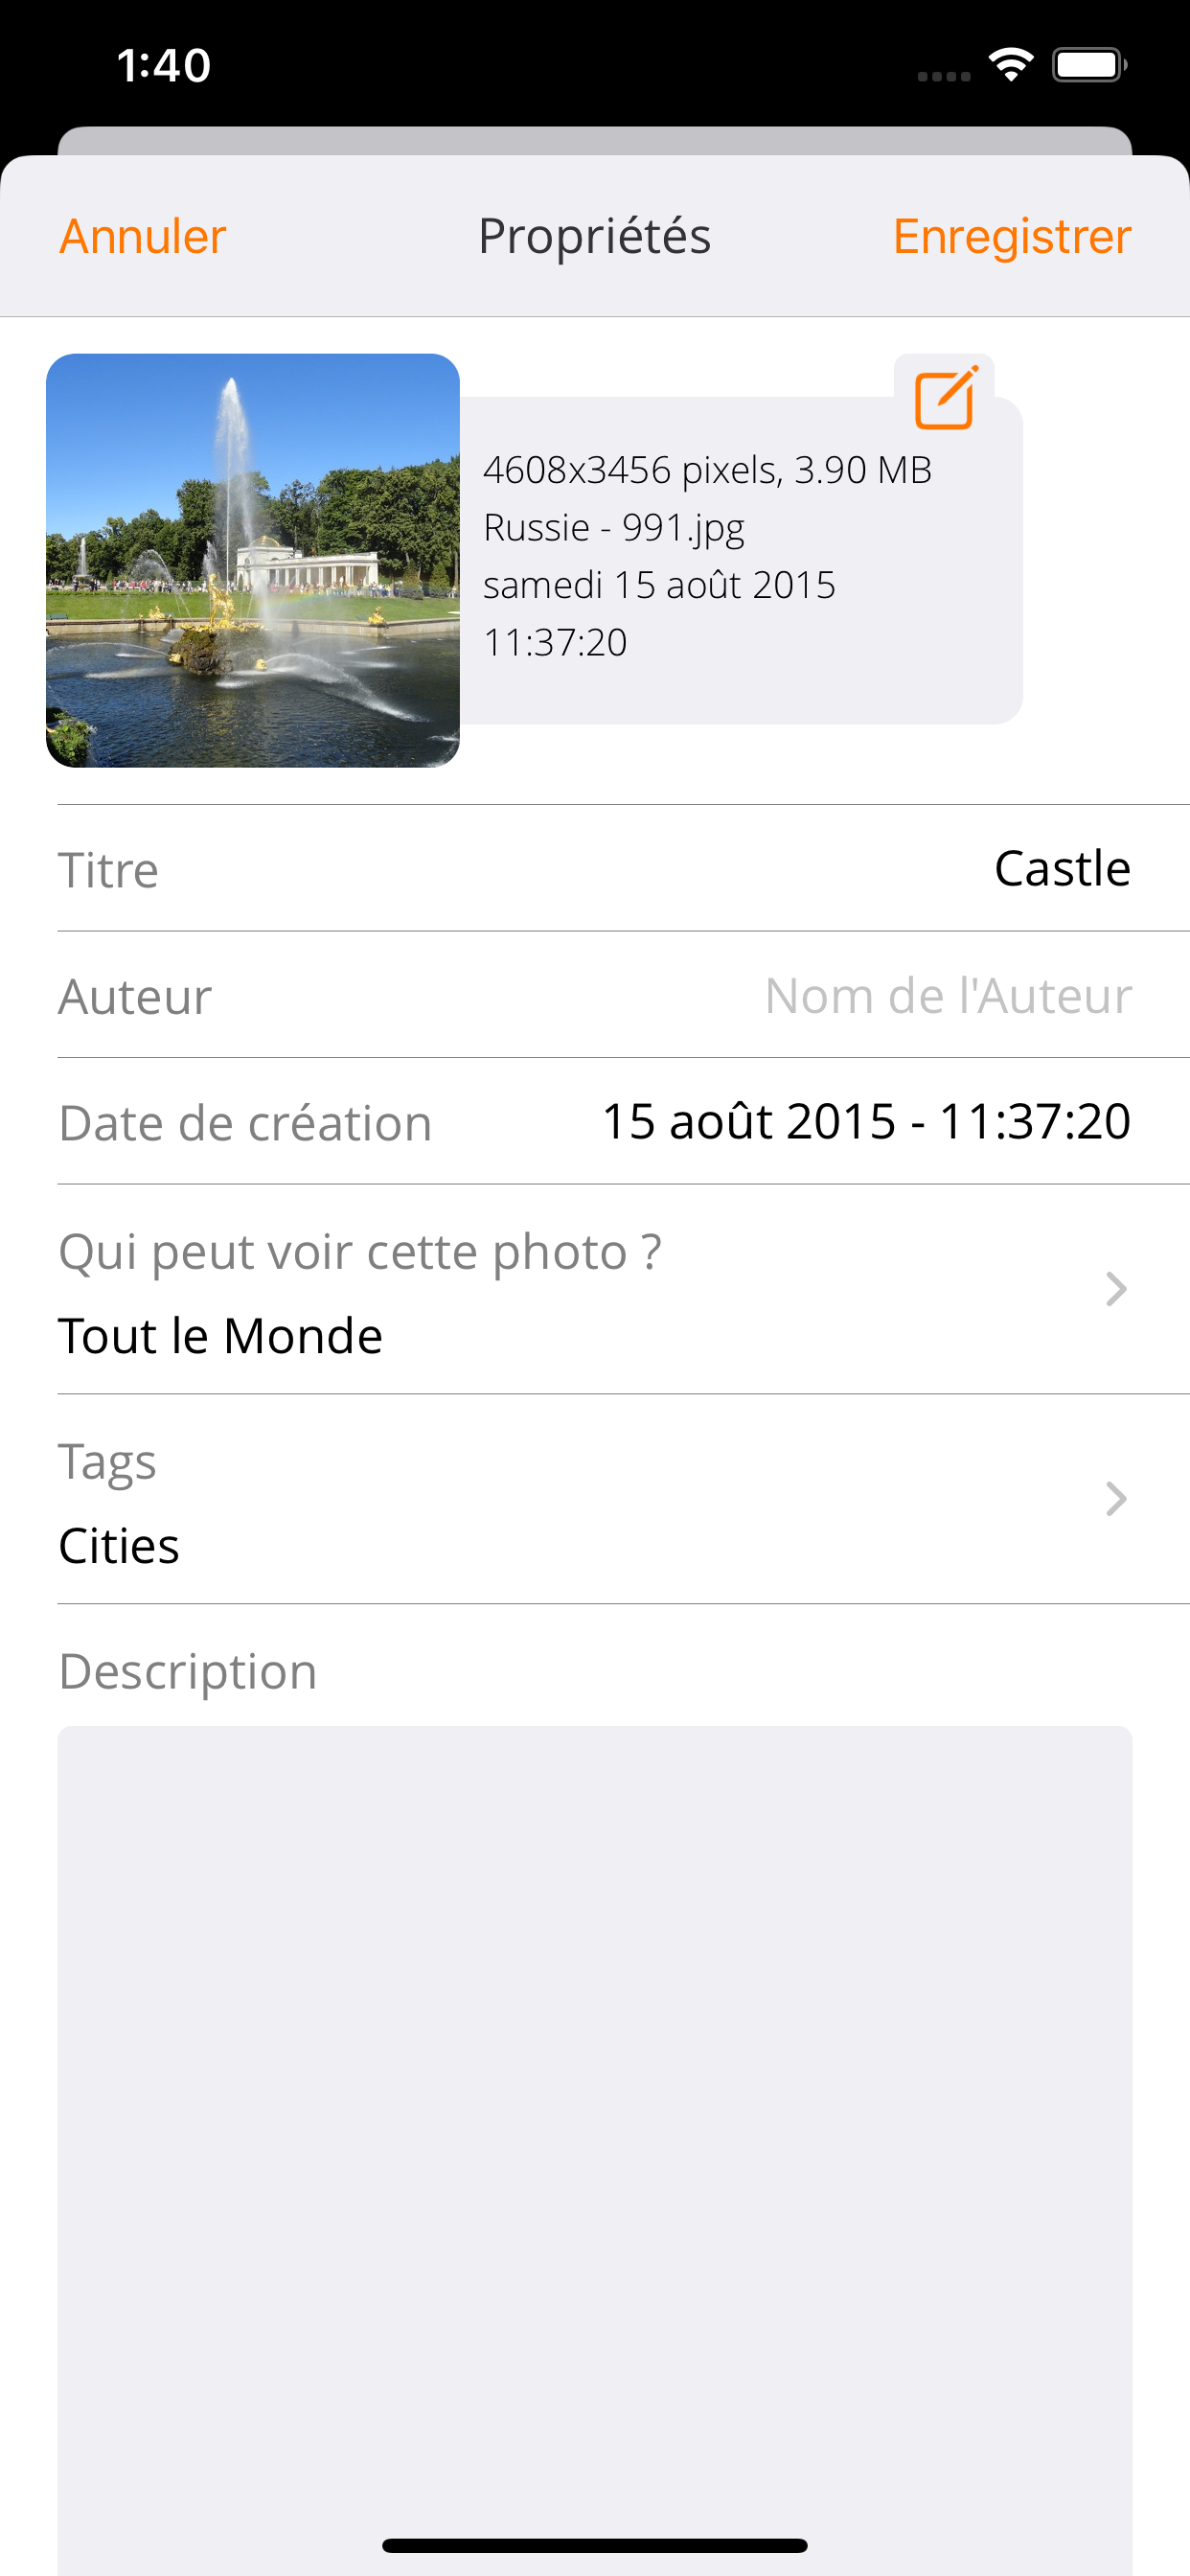 1:40
Annuler
Propriétés
Enregistrer
4608x3456 pixels, 3.90 MB
Russie - 991.jpg
samedi 15 août 2015
11:37:20
Titre
Castle
Auteur
Nom de l'Auteur
Date de création
15 août 2015 - 11:37:20
Qui peut voir cette photo ?
Tout le Monde
Tags
Cities
Description